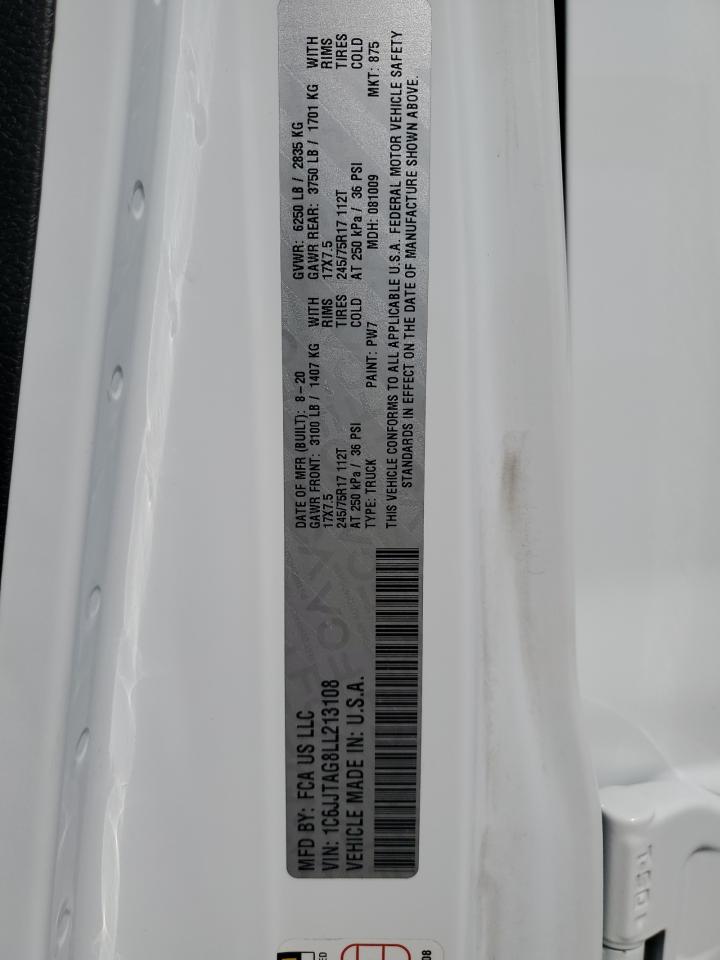 MFD BY: FCA US LLC
VIN: 1C6JJTAG8LL213108
VEHICLE MADE IN: U.S.A.
DATE OF MFR (BUILT): 8-20
GAWR FRONT: 3100 LB / 1407 KG WITH
17X7.5 RIMS
245/75R17 112T TIRES
AT 250 kPa / 36 PSI COLD
TYPE: TRUCK PAINT: PW7
GVWR: 6250 LB / 2835 KG
GAWR REAR: 3750 LB / 1701 KG WITH
17X7.5 RIMS
245/75R17 112T TIRES
AT 250 kPa / 36 PSI COLD
MDH: 081009 MKT: 875
THIS VEHICLE CONFORMS TO ALL APPLICABLE U.S.A. FEDERAL MOTOR VEHICLE SAFETY
STANDARDS IN EFFECT ON THE DATE OF MANUFACTURE SHOWN ABOVE.